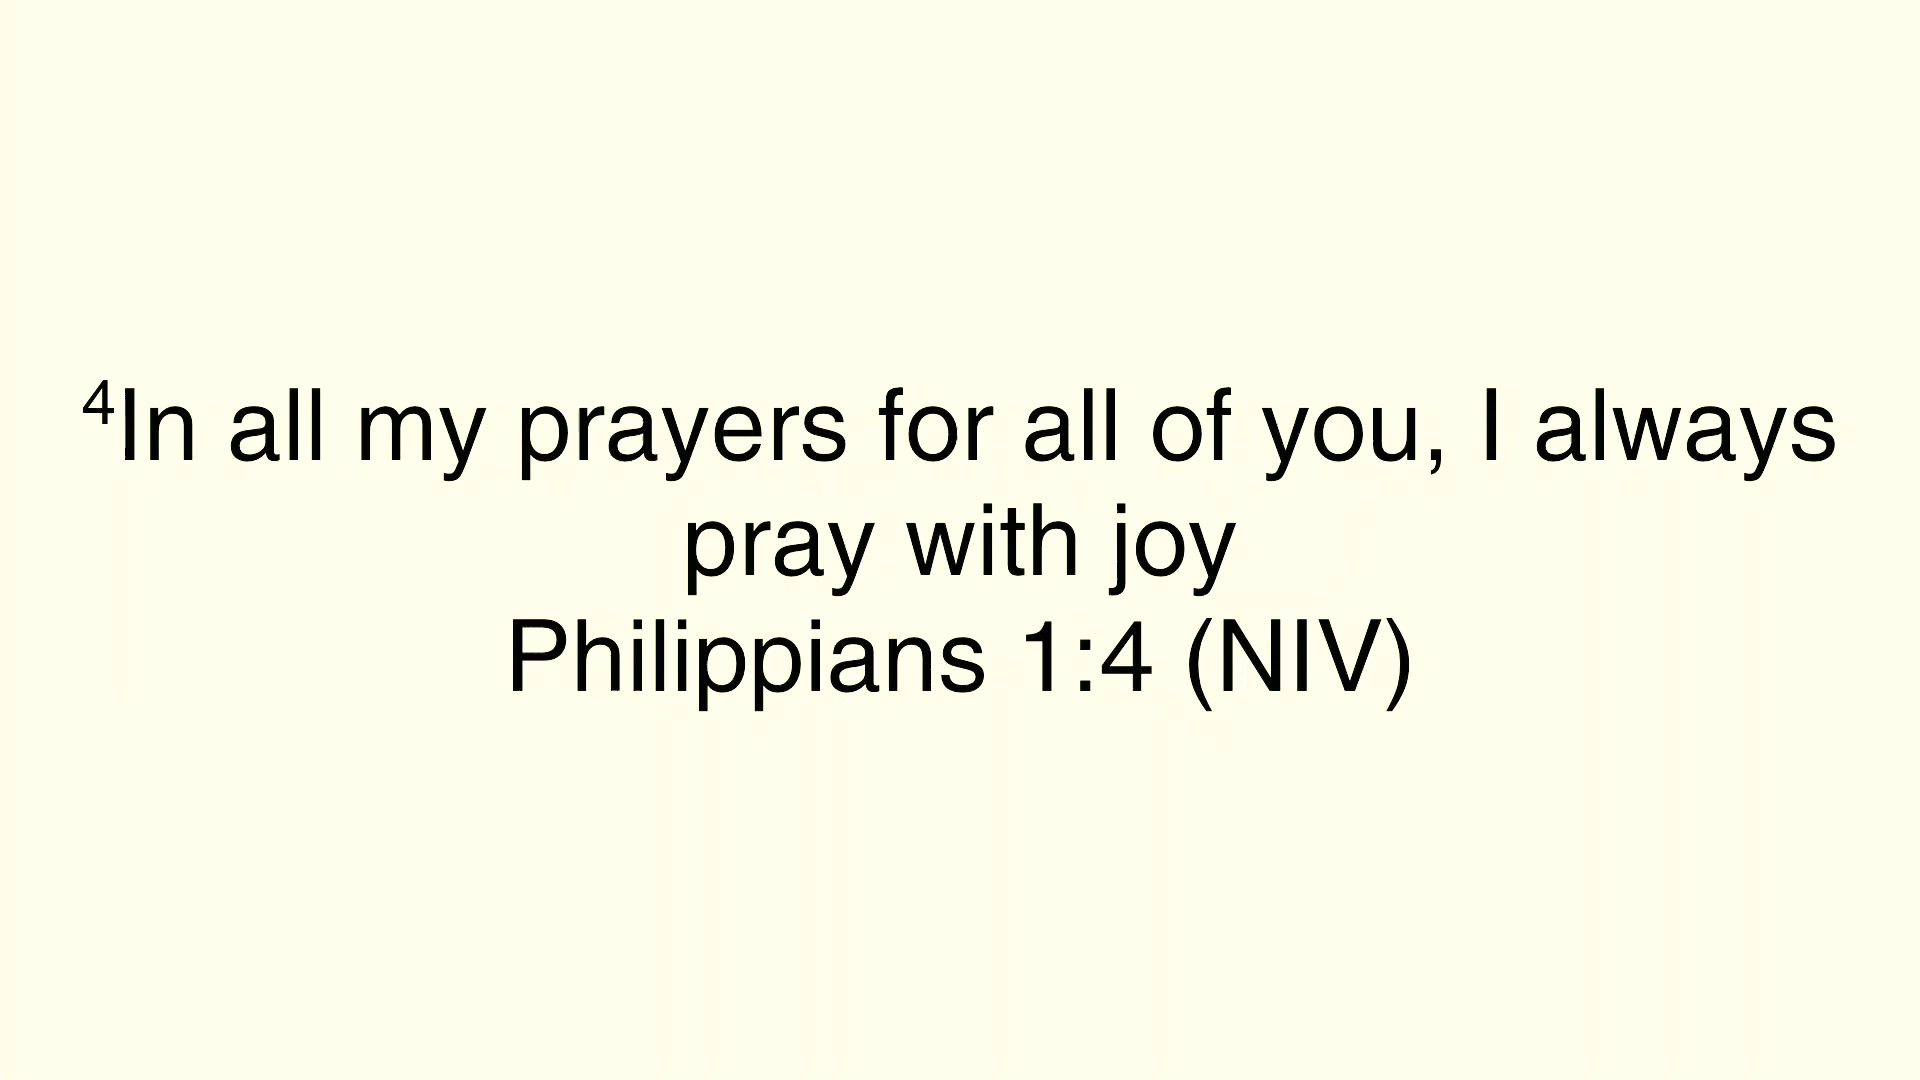 ⁴In all my prayers for all of you, I always
pray with joy
Philippians 1:4 (NIV)